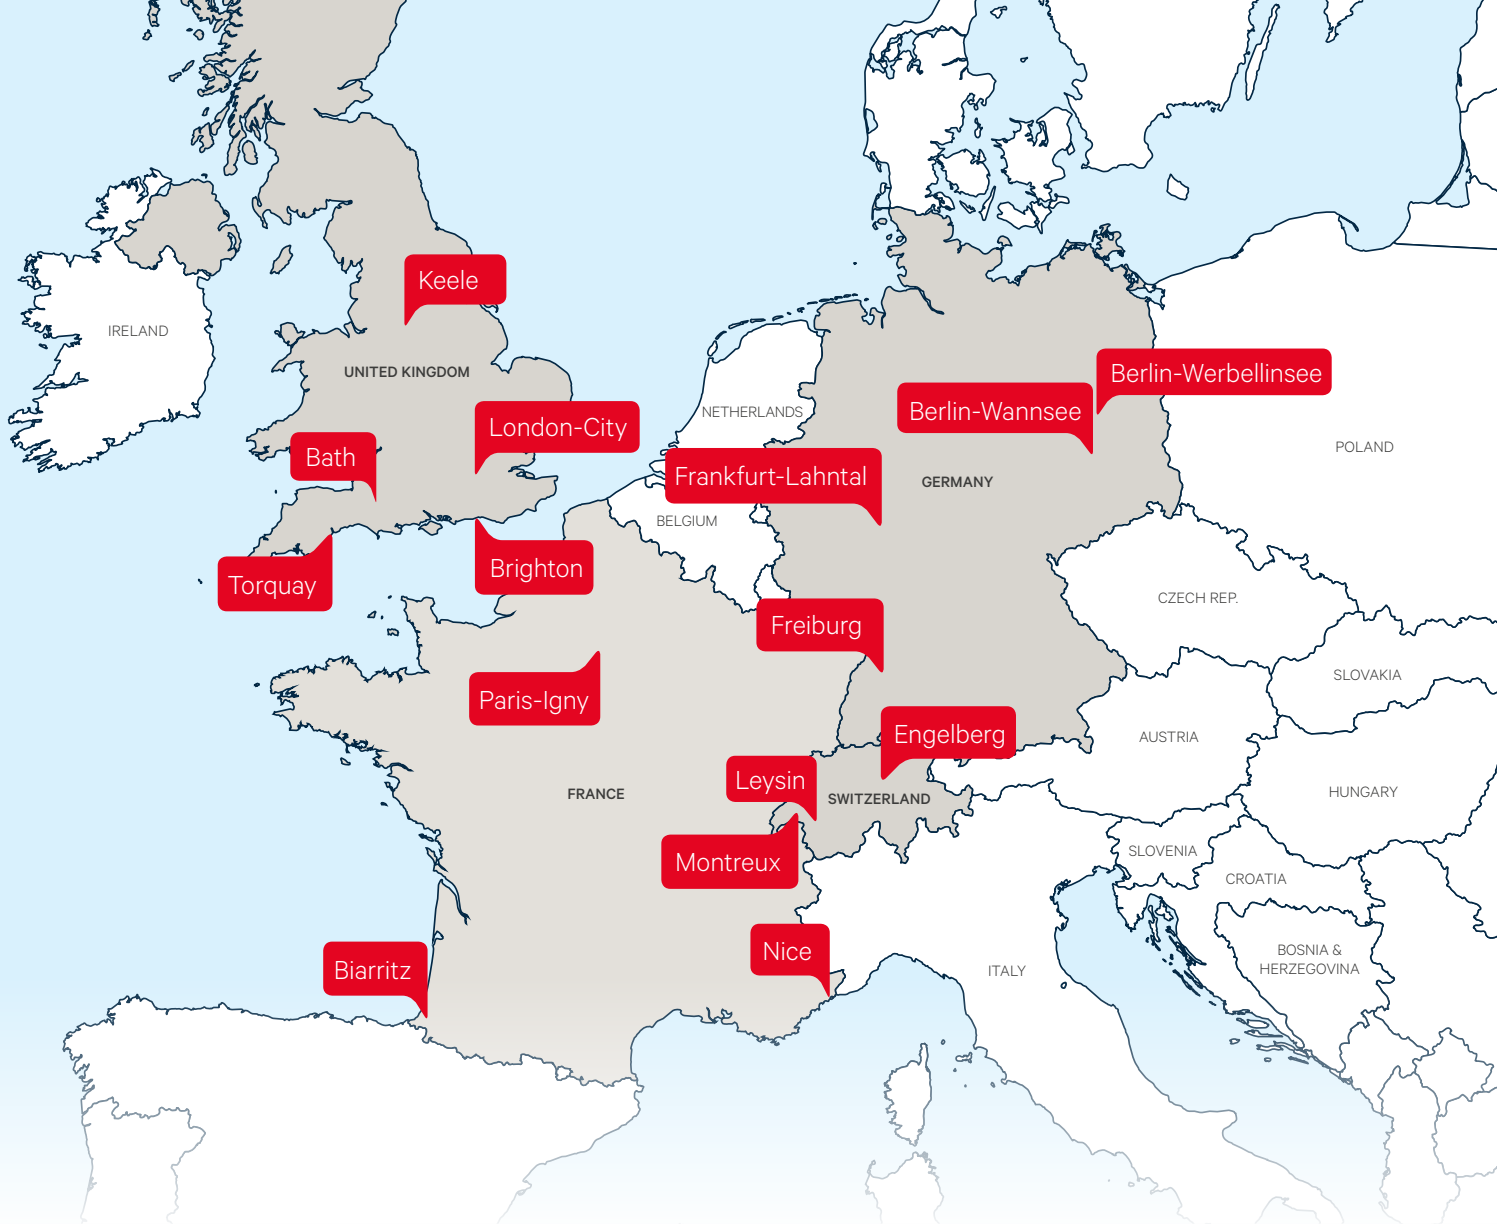 Keele
IRELAND
UNITED KINGDOM
Berlin-Werbellinsee
NETHERLANDS
Berlin-Wannsee
London-City
POLAND
Bath
Frankfurt-Lahntal
GERMANY
BELGIUM
Brighton
Torquay
CZECH REP.
Freiburg
SLOVAKIA
Paris-Igny
Engelberg
AUSTRIA
Leysin
FRANCE
SWITZERLAND
HUNGARY
SLOVENIA
Montreux
CROATIA
Nice
BOSNIA &
HERZEGOVINA
Biarritz
ITALY